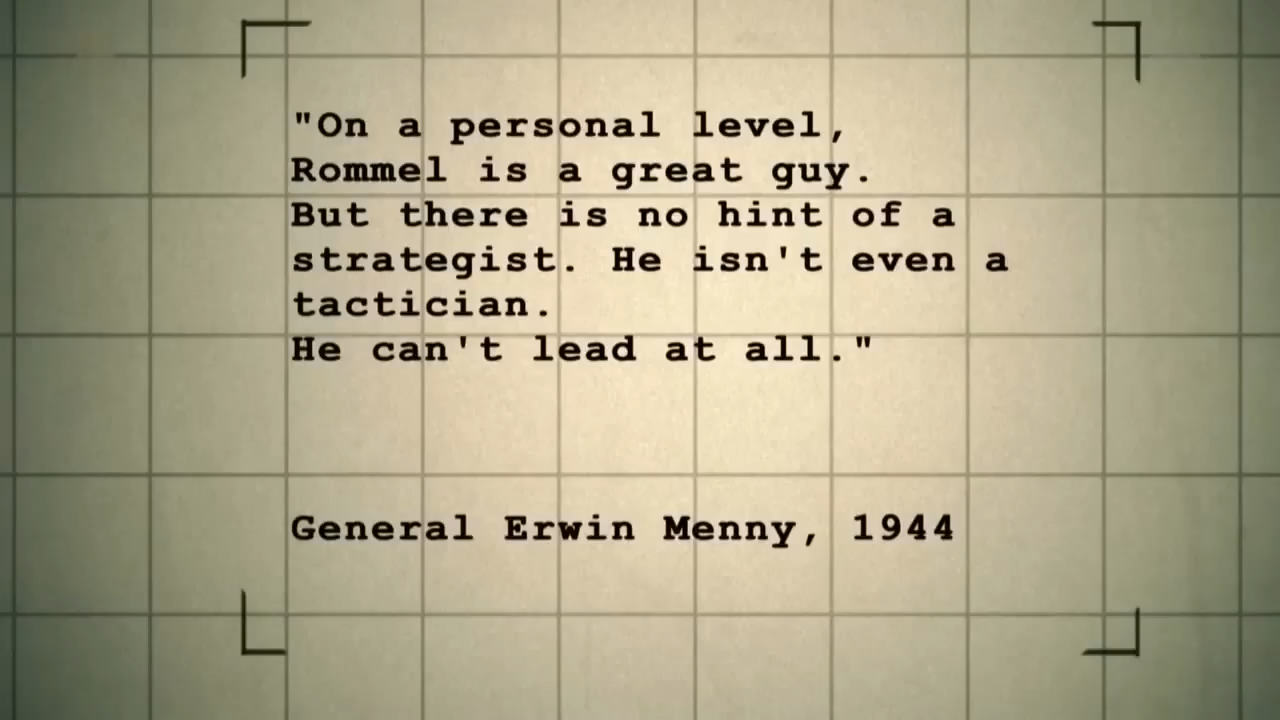 "On a personal level,
Rommel is a great guy.
But there is no hint of a
strategist. He isn't even a
tactician.
He can't lead at all."
General Erwin Menny, 1944